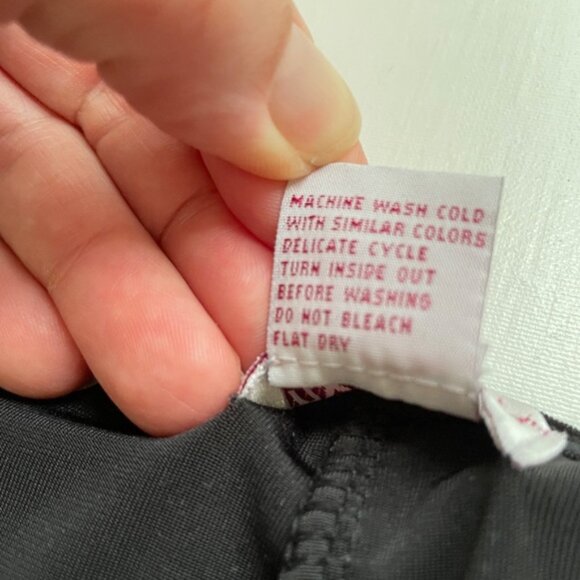 MACHINE WASH COLD
WITH SIMILAR COLORS
DELICATE CYCLE
TURN INSIDE OUT
BEFORE WASHING
DO NOT BLEACH
FLAT DRY